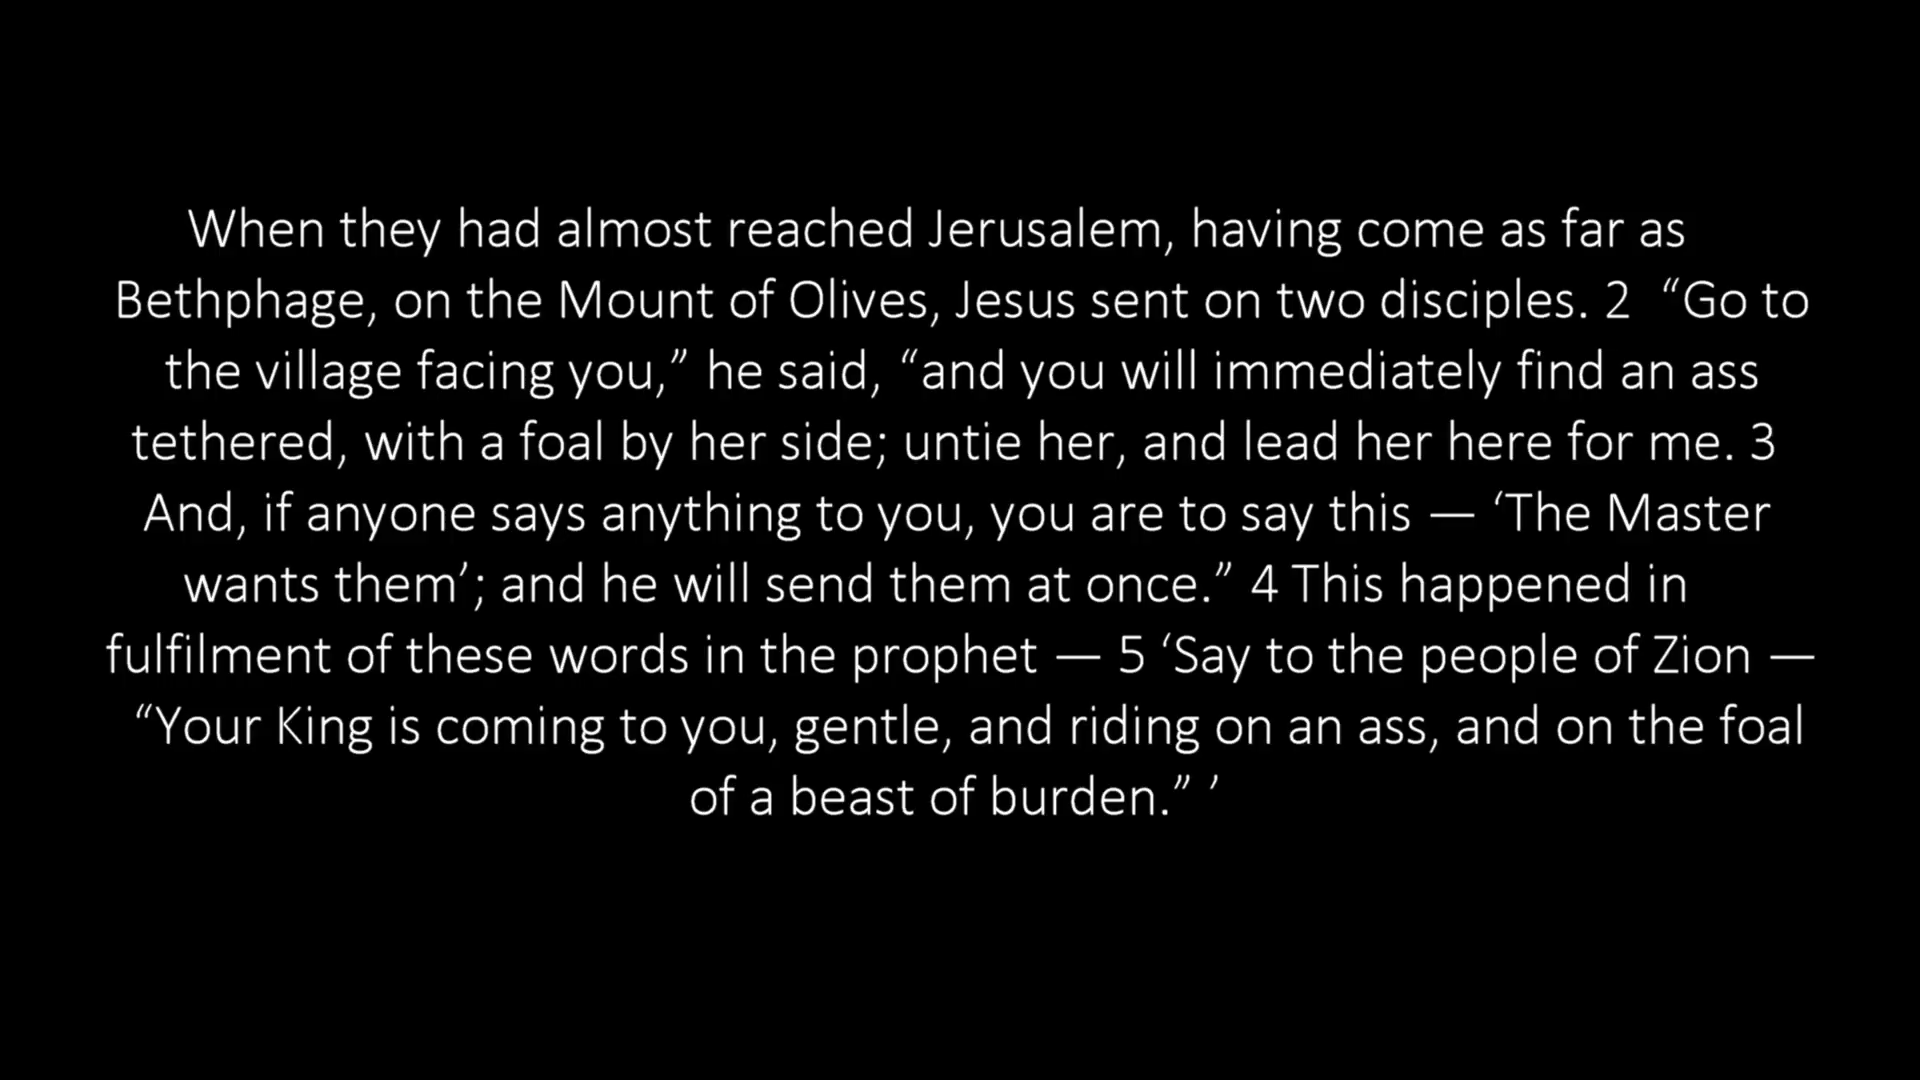 When they had almost reached Jerusalem, having come as far as
Bethphage, on the Mount of Olives, Jesus sent on two disciples. 2  “Go to
the village facing you,” he said, “and you will immediately find an ass
tethered, with a foal by her side; untie her, and lead her here for me. 3
And, if anyone says anything to you, you are to say this — ‘The Master
wants them’; and he will send them at once.” 4 This happened in
fulfilment of these words in the prophet — 5 ‘Say to the people of Zion —
“Your King is coming to you, gentle, and riding on an ass, and on the foal
of a beast of burden.” ’